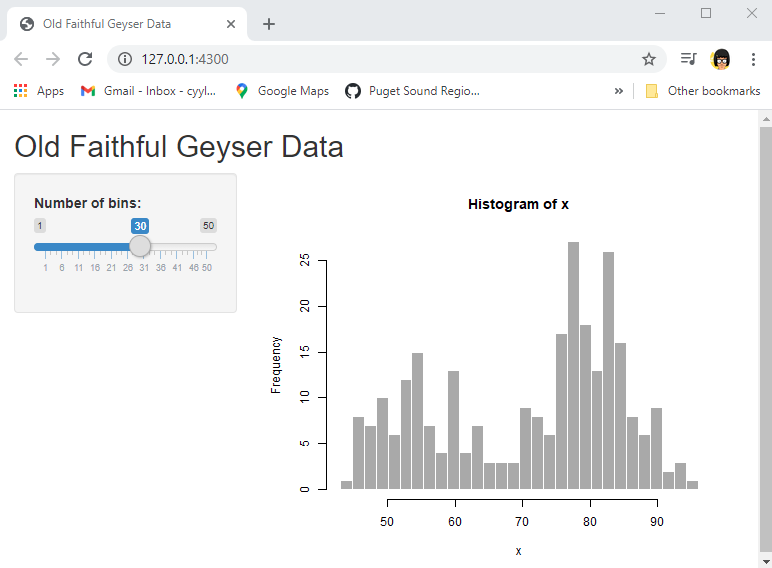 Old Faithful Geyser Data
127.0.0.1:4300
Apps Gmail - Inbox - cyyl... Google Maps Puget Sound Regio... » Other bookmarks
Old Faithful Geyser Data
Number of bins:
1 30 50
1 6 11 16 21 26 31 36 41 46 50
Histogram of x
Frequency
25
20
15
10
5
0
50 60 70 80 90
x